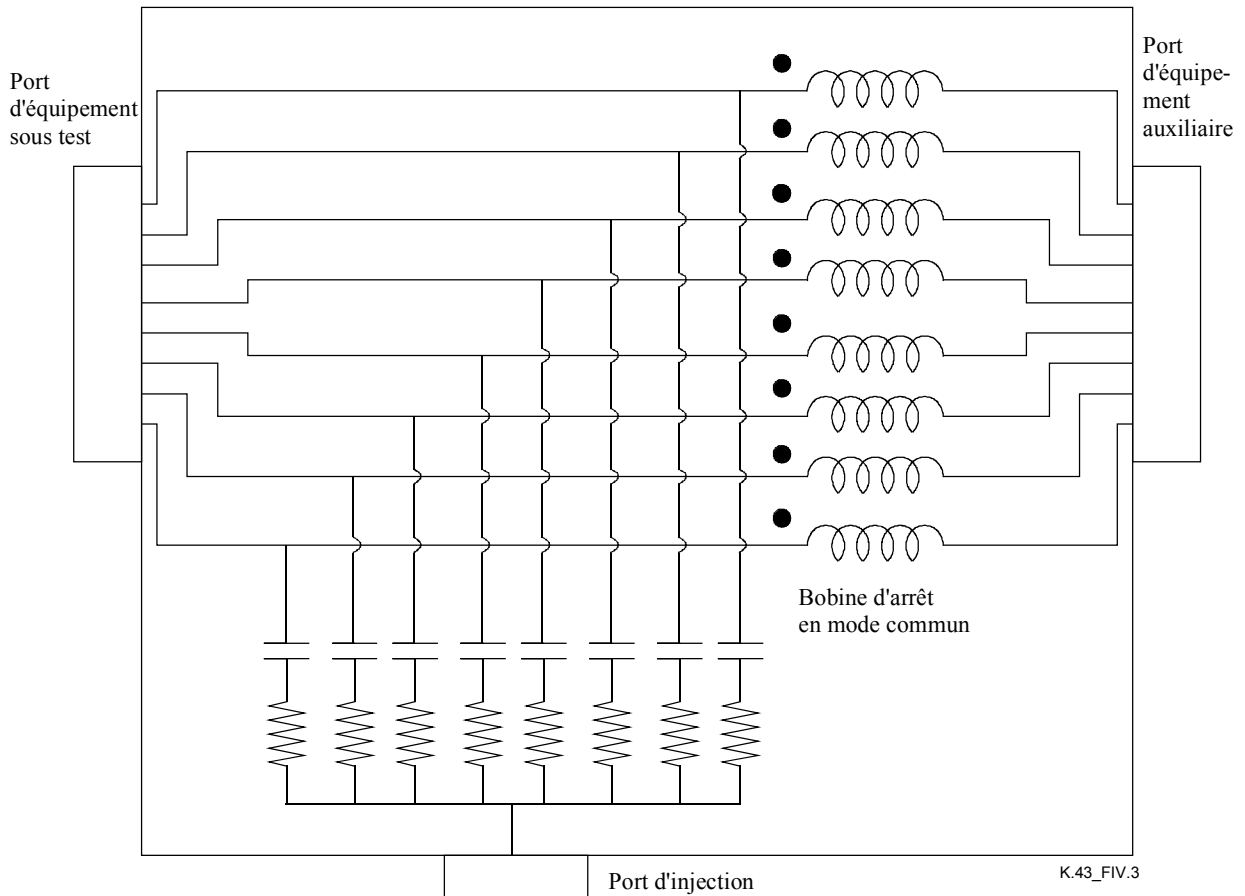 Port
d'équipement
sous test
Port
d'équipe-
ment
auxiliaire
Bobine d'arrêt
en mode commun
Port d'injection
K.43_FIV.3